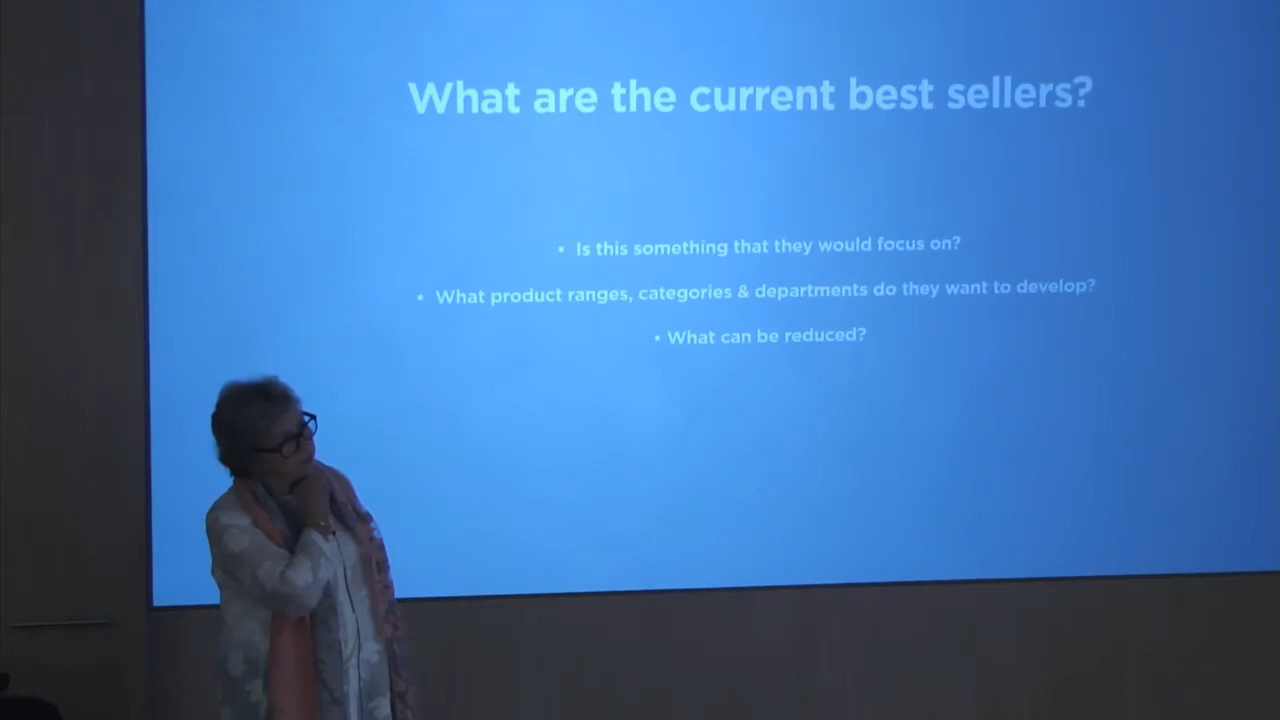 What are the current best sellers?
• Is this something that they would focus on?
• What product ranges, categories & departments do they want to develop?
• What can be reduced?